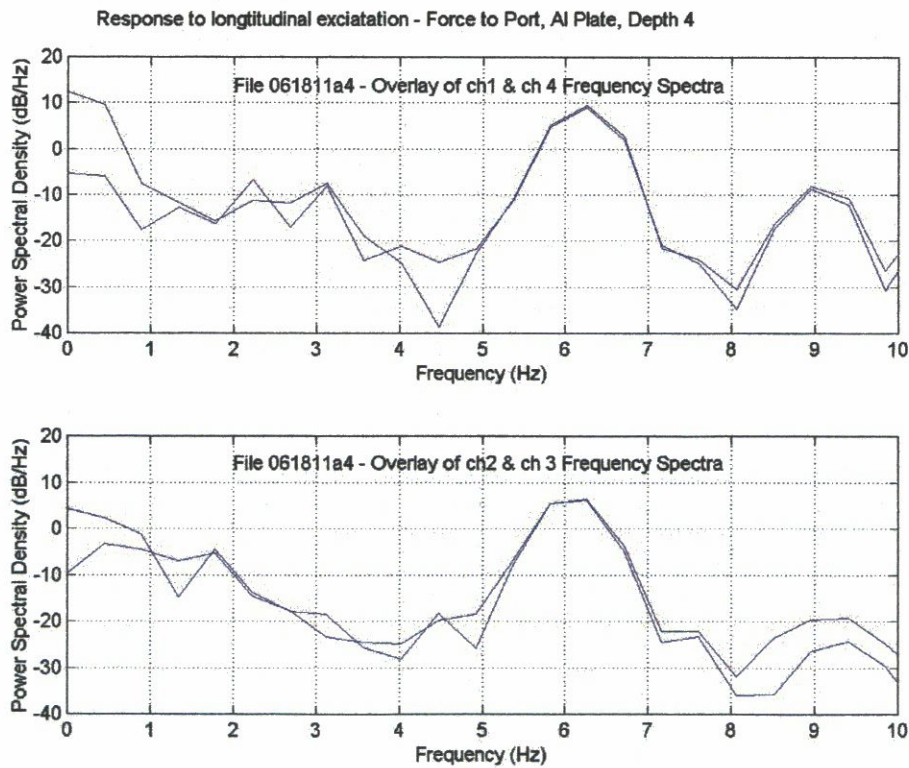 Response to longtitudinal exciatation - Force to Port, Al Plate, Depth 4
File 061811a4 - Overlay of ch1 & ch 4 Frequency Spectra
Power Spectral Density (dB/Hz)
20
10
0
-10
-20
-30
-40
0 1 2 3 4 5 6 7 8 9 10
Frequency (Hz)
File 061811a4 - Overlay of ch2 & ch 3 Frequency Spectra
Power Spectral Density (dB/Hz)
20
10
0
-10
-20
-30
-40
0 1 2 3 4 5 6 7 8 9 10
Frequency (Hz)